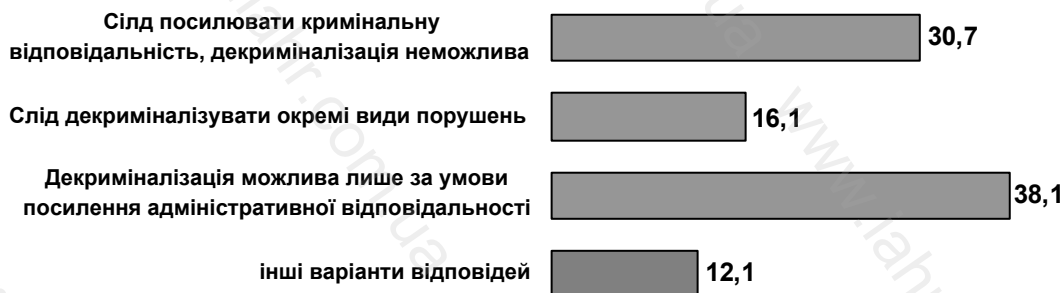 Сілд посилювати кримінальну
відповідальність, декриміналізація неможлива
30,7
Слід декриміналізувати окремі види порушень
16,1
Декриміналізація можлива лише за умови
посилення адміністративної відповідальності
38,1
інші варіанти відповідей
12,1